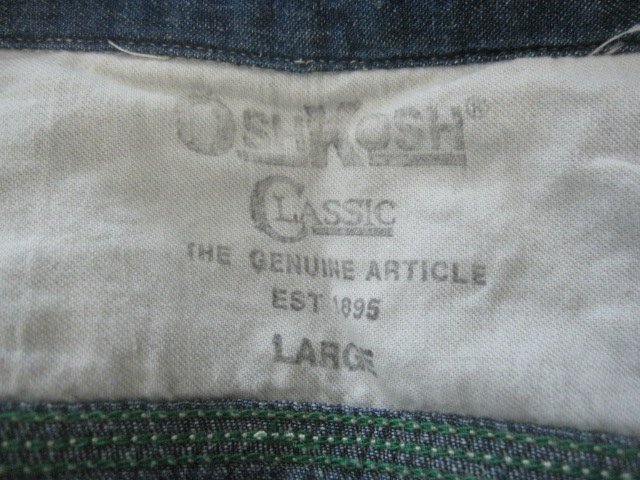 OSHKOSH®
CLASSIC
THE GENUINE ARTICLE
EST 1895
LARGE